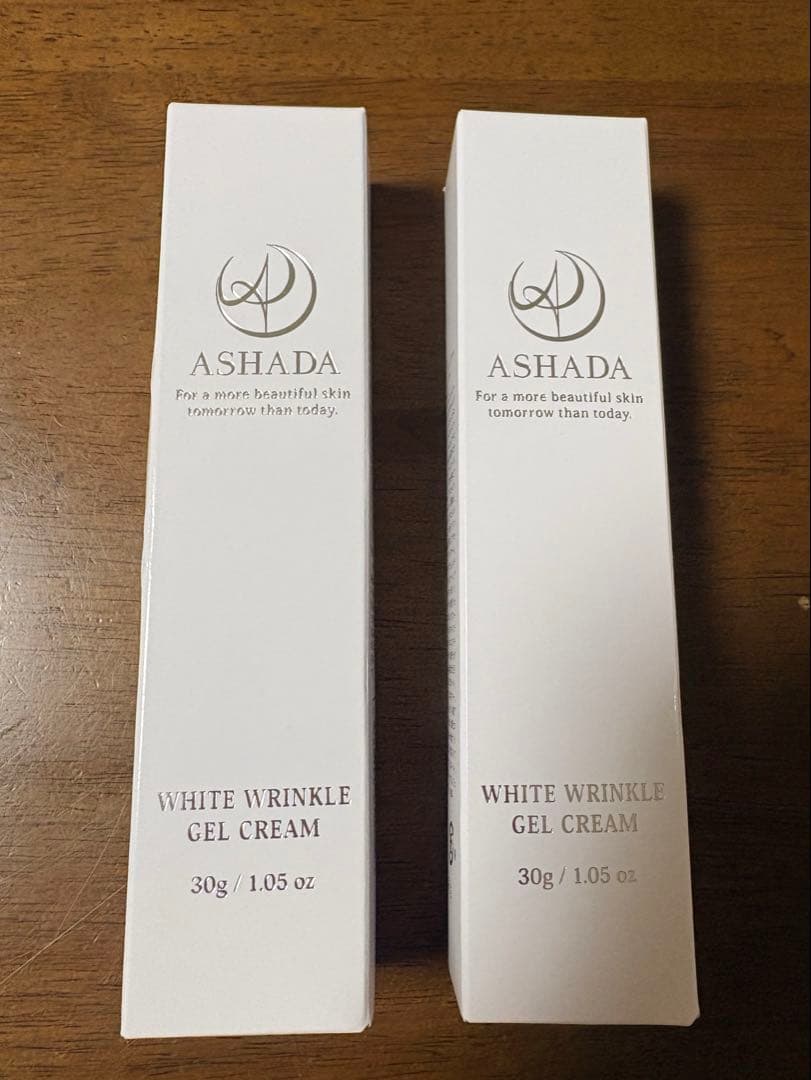 ASHADA
For a more beautiful skin
tomorrow than today.
WHITE WRINKLE
GEL CREAM
30g / 1.05 oz
ASHADA
For a more beautiful skin
tomorrow than today.
WHITE WRINKLE
GEL CREAM
30g / 1.05 oz